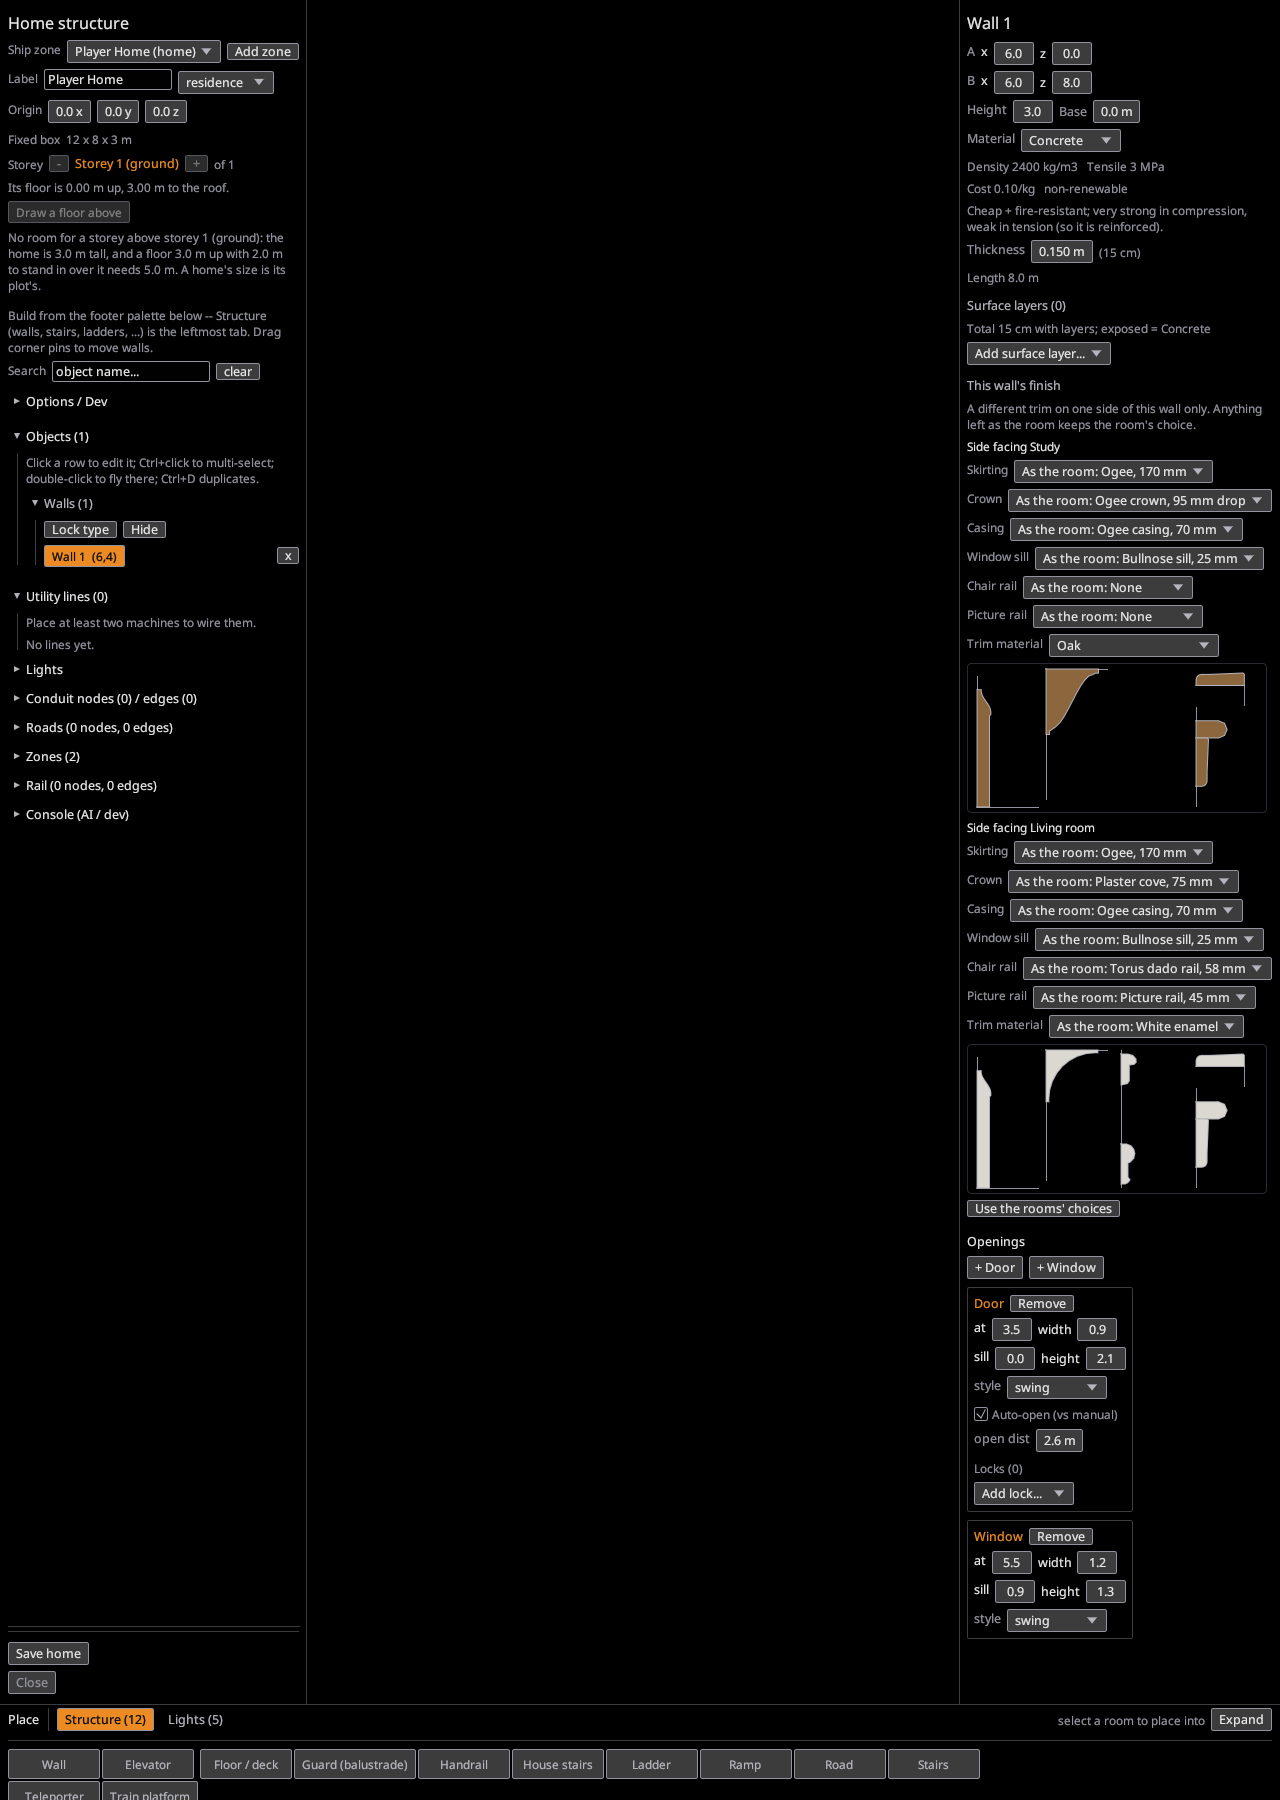 Home structure
Ship zone Player Home (home) Add zone
Label Player Home residence
Origin 0.0 x 0.0 y 0.0 z
Fixed box 12 x 8 x 3 m
Storey - Storey 1 (ground) + of 1
Its floor is 0.00 m up, 3.00 m to the roof.
Draw a floor above
No room for a storey above storey 1 (ground): the
home is 3.0 m tall, and a floor 3.0 m up with 2.0 m
to stand in over it needs 5.0 m. A home's size is its
plot's.
Build from the footer palette below -- Structure
(walls, stairs, ladders, ...) is the leftmost tab. Drag
corner pins to move walls.
Search object name... clear
Options / Dev
Objects (1)
Click a row to edit it; Ctrl+click to multi-select;
double-click to fly there; Ctrl+D duplicates.
Walls (1)
Lock type Hide
Wall 1 (6,4) x
Utility lines (0)
Place at least two machines to wire them.
No lines yet.
Lights
Conduit nodes (0) / edges (0)
Roads (0 nodes, 0 edges)
Zones (2)
Rail (0 nodes, 0 edges)
Console (AI / dev)
Save home
Close
Wall 1
A x 6.0 z 0.0
B x 6.0 z 8.0
Height 3.0 Base 0.0 m
Material Concrete
Density 2400 kg/m3 Tensile 3 MPa
Cost 0.10/kg non-renewable
Cheap + fire-resistant; very strong in compression,
weak in tension (so it is reinforced).
Thickness 0.150 m (15 cm)
Length 8.0 m
Surface layers (0)
Total 15 cm with layers; exposed = Concrete
Add surface layer...
This wall's finish
A different trim on one side of this wall only. Anything
left as the room keeps the room's choice.
Side facing Study
Skirting As the room: Ogee, 170 mm
Crown As the room: Ogee crown, 95 mm drop
Casing As the room: Ogee casing, 70 mm
Window sill As the room: Bullnose sill, 25 mm
Chair rail As the room: None
Picture rail As the room: None
Trim material Oak
Side facing Living room
Skirting As the room: Ogee, 170 mm
Crown As the room: Plaster cove, 75 mm
Casing As the room: Ogee casing, 70 mm
Window sill As the room: Bullnose sill, 25 mm
Chair rail As the room: Torus dado rail, 58 mm
Picture rail As the room: Picture rail, 45 mm
Trim material As the room: White enamel
Use the rooms' choices
Openings
+ Door + Window
Door Remove
at 3.5 width 0.9
sill 0.0 height 2.1
style swing
Auto-open (vs manual)
open dist 2.6 m
Locks (0)
Add lock...
Window Remove
at 5.5 width 1.2
sill 0.9 height 1.3
style swing
Place Structure (12) Lights (5) select a room to place into Expand
Wall Elevator Floor / deck Guard (balustrade) Handrail House stairs Ladder Ramp Road Stairs
Teleporter Train platform